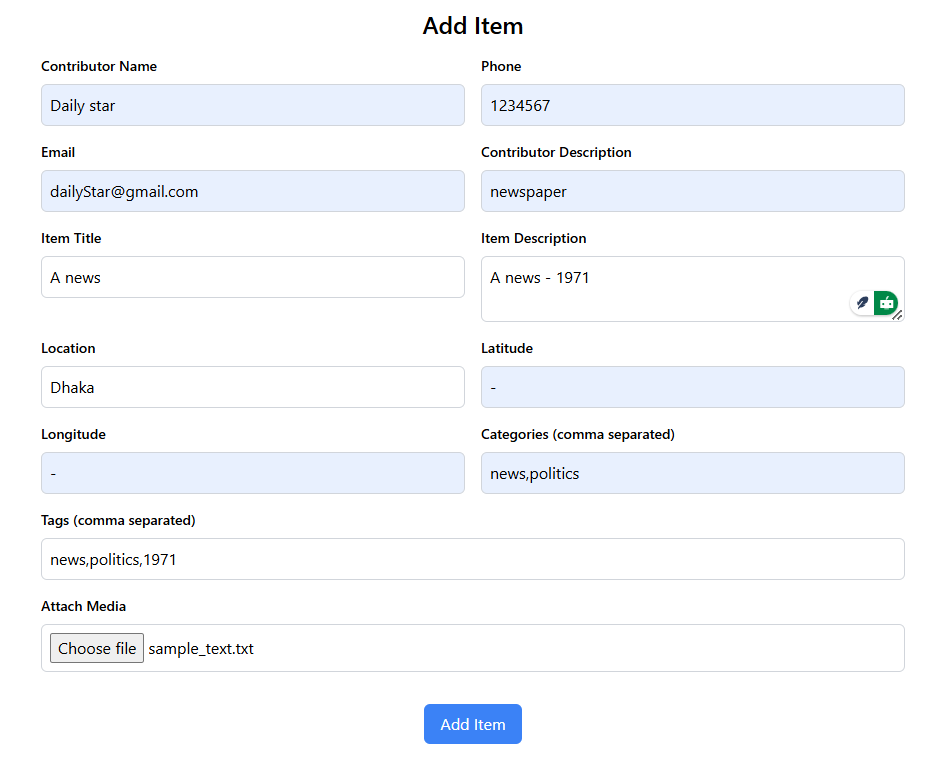 Add Item
Contributor Name
Phone
Daily star
1234567
Email
Contributor Description
dailyStar@gmail.com
newspaper
Item Title
Item Description
A news
A news - 1971
Location
Latitude
Dhaka
-
Longitude
Categories (comma separated)
-
news,politics
Tags (comma separated)
news,politics,1971
Attach Media
Choose file sample_text.txt
Add Item